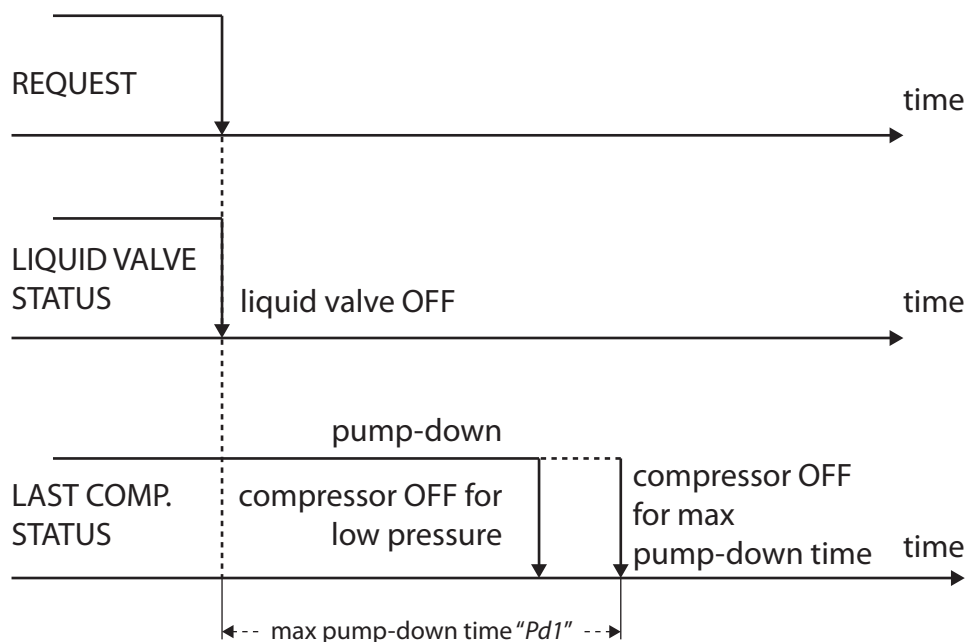 REQUEST
time
LIQUID VALVE
STATUS
liquid valve OFF
time
pump-down
LAST COMP.
STATUS
compressor OFF for
low pressure
compressor OFF
for max
pump-down time
time
max pump-down time “Pd1”